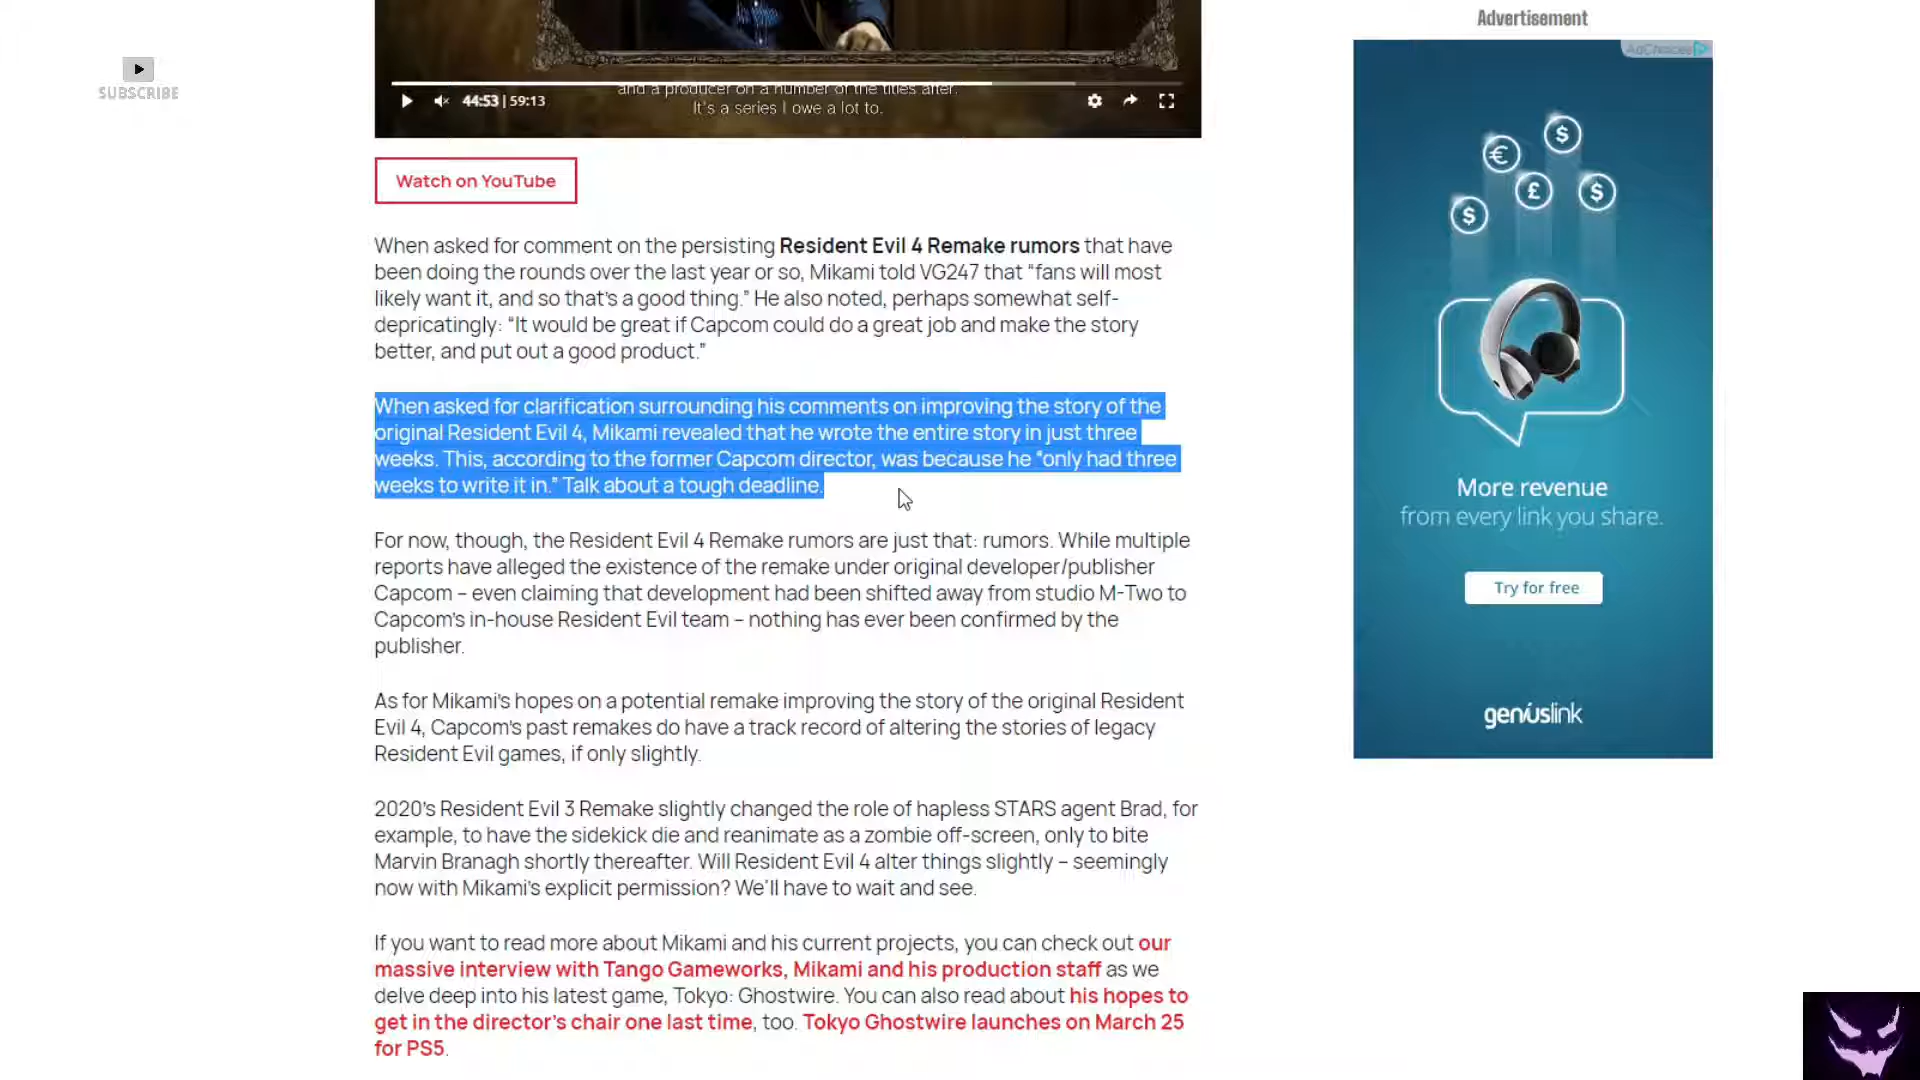 Advertisement
AdChoices
SUBSCRIBE
and a producer on a number of the titles after.
It's a series I owe a lot to.
44:53 | 59:13
Watch on YouTube
When asked for comment on the persisting Resident Evil 4 Remake rumors that have
been doing the rounds over the last year or so, Mikami told VG247 that “fans will most
likely want it, and so that’s a good thing.” He also noted, perhaps somewhat self-
depricatingly: “It would be great if Capcom could do a great job and make the story
better, and put out a good product.”
When asked for clarification surrounding his comments on improving the story of the
original Resident Evil 4, Mikami revealed that he wrote the entire story in just three
weeks. This, according to the former Capcom director, was because he “only had three
weeks to write it in.” Talk about a tough deadline.
For now, though, the Resident Evil 4 Remake rumors are just that: rumors. While multiple
reports have alleged the existence of the remake under original developer/publisher
Capcom – even claiming that development had been shifted away from studio M-Two to
Capcom’s in-house Resident Evil team – nothing has ever been confirmed by the
publisher.
As for Mikami’s hopes on a potential remake improving the story of the original Resident
Evil 4, Capcom’s past remakes do have a track record of altering the stories of legacy
Resident Evil games, if only slightly.
2020’s Resident Evil 3 Remake slightly changed the role of hapless STARS agent Brad, for
example, to have the sidekick die and reanimate as a zombie off-screen, only to bite
Marvin Branagh shortly thereafter. Will Resident Evil 4 alter things slightly – seemingly
now with Mikami’s explicit permission? We’ll have to wait and see.
If you want to read more about Mikami and his current projects, you can check out our
massive interview with Tango Gameworks, Mikami and his production staff as we
delve deep into his latest game, Tokyo: Ghostwire. You can also read about his hopes to
get in the director’s chair one last time, too. Tokyo Ghostwire launches on March 25
for PS5.
$
€
£
$
$
More revenue
from every link you share.
Try for free
geniuslink